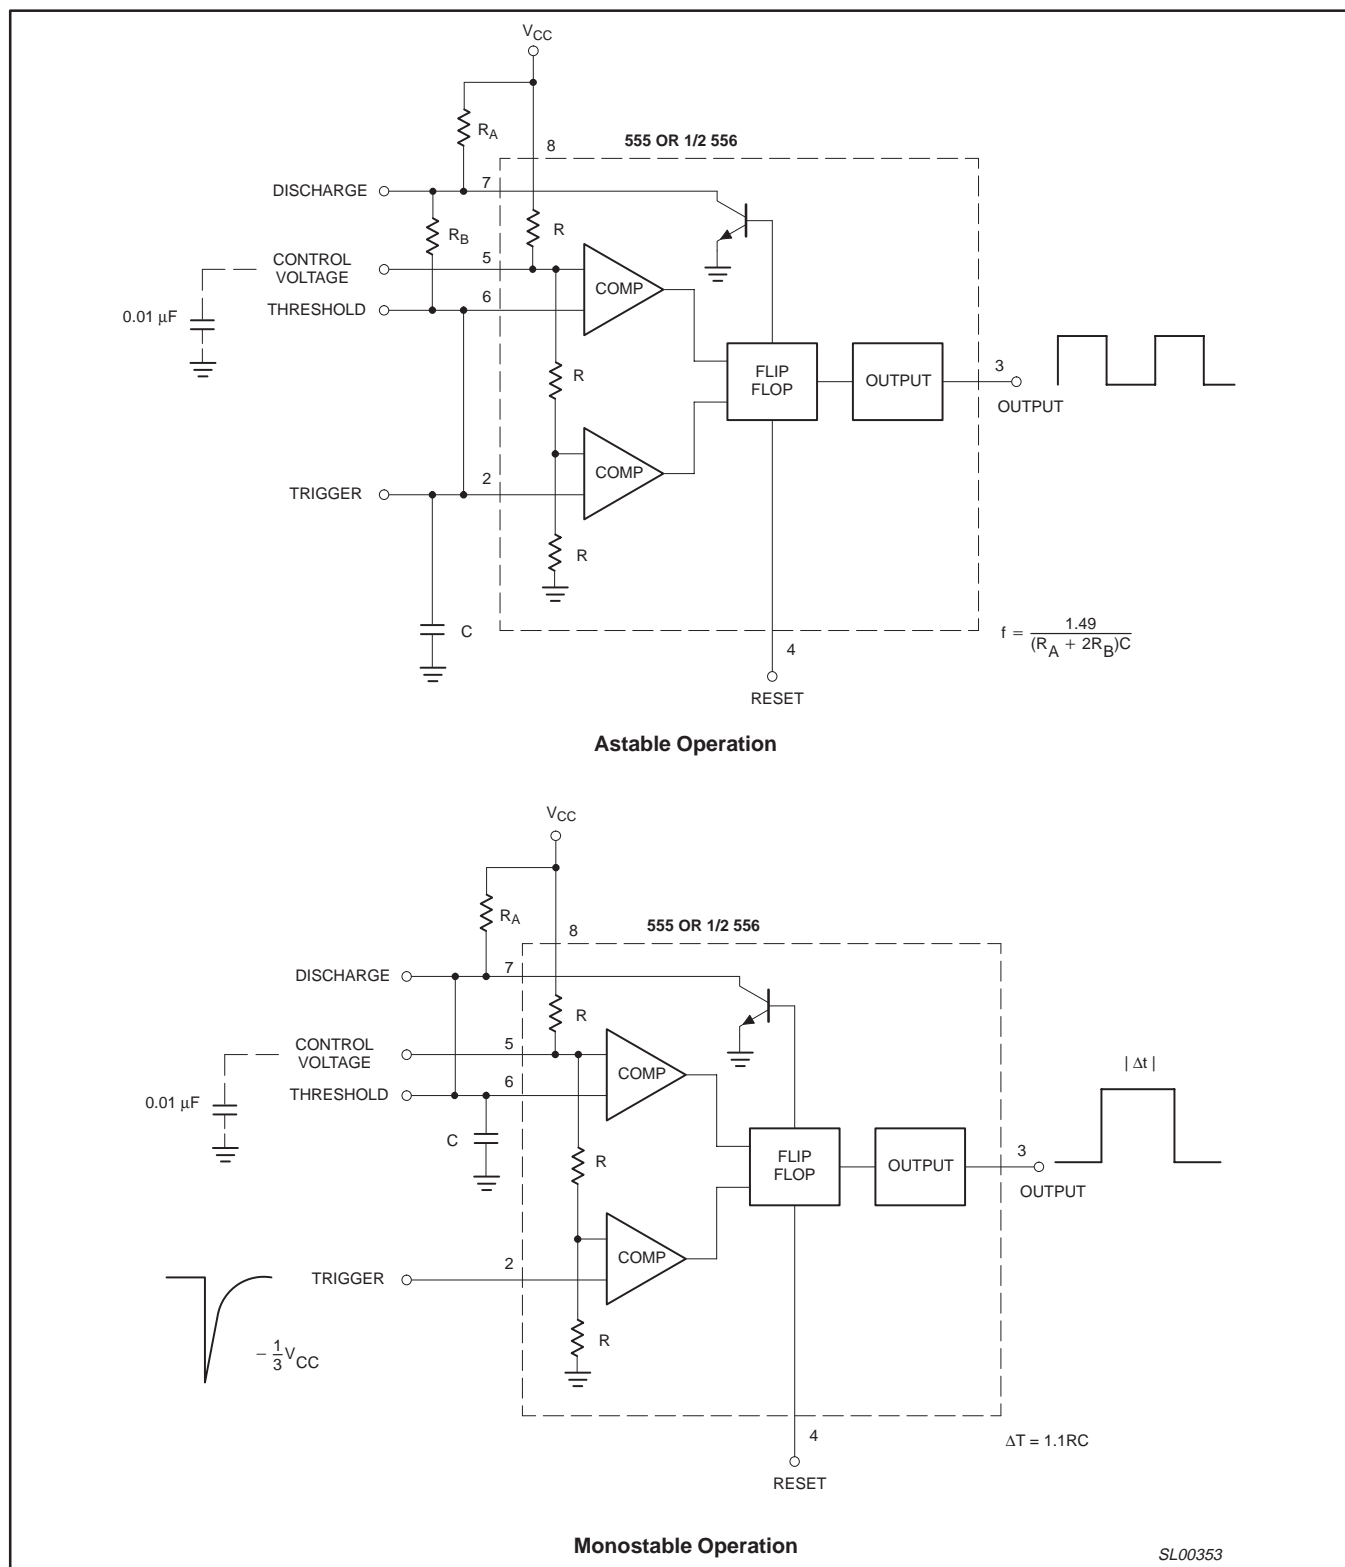 VCC
RA
555 OR 1/2 556
8
DISCHARGE
7
RB
R
CONTROL
VOLTAGE
5
COMP
0.01 µF
THRESHOLD
6
R
FLIP
FLOP
OUTPUT
3
OUTPUT
COMP
TRIGGER
2
R
C
f = 1.49
(RA + 2RB)C
4
RESET
Astable Operation
VCC
RA
555 OR 1/2 556
8
DISCHARGE
7
R
CONTROL
VOLTAGE
5
COMP
| Δt |
0.01 µF
THRESHOLD
6
C
R
FLIP
FLOP
OUTPUT
3
OUTPUT
COMP
TRIGGER
2
R
− 1/3 VCC
4
ΔT = 1.1RC
RESET
Monostable Operation
SL00353